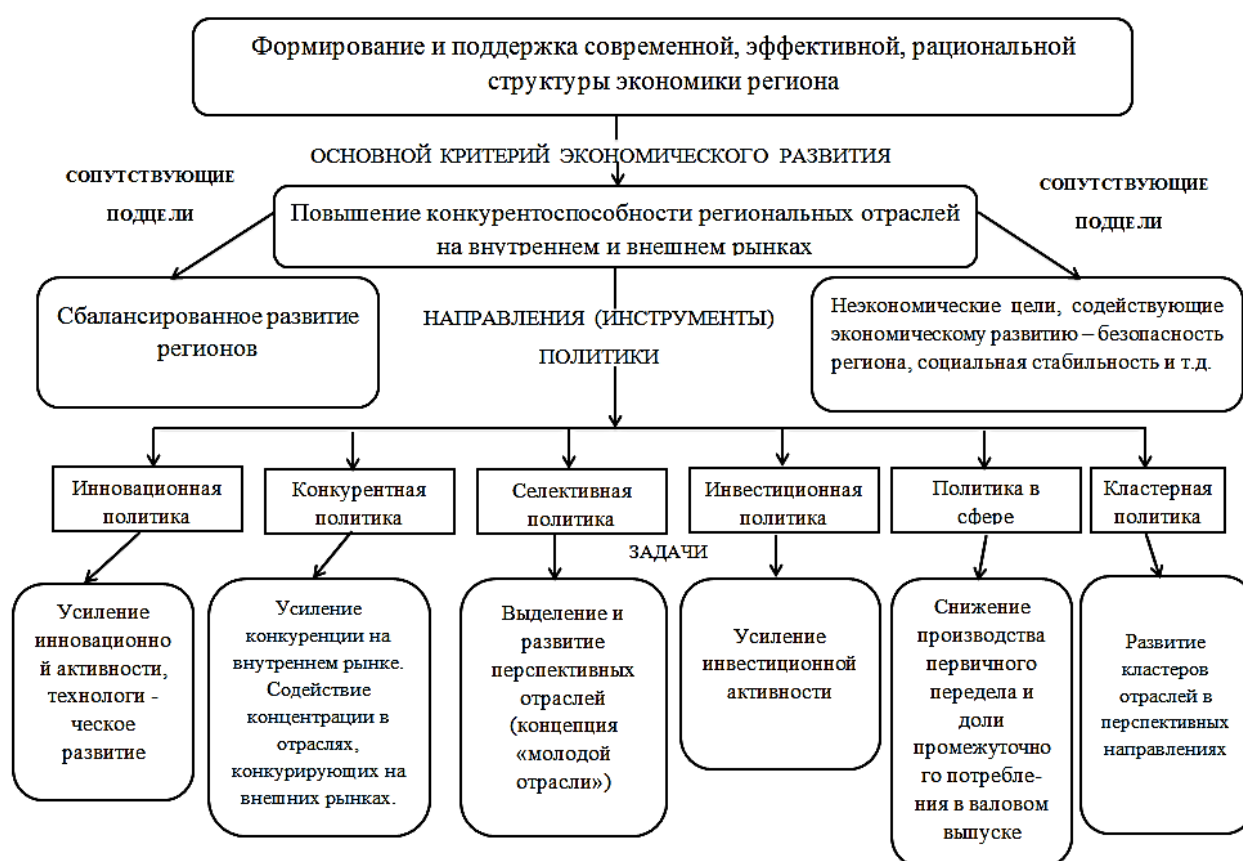 Формирование и поддержка современной, эффективной, рациональной
структуры экономики региона
ОСНОВНОЙ КРИТЕРИЙ ЭКОНОМИЧЕСКОГО РАЗВИТИЯ
СОПУТСТВУЮЩИЕ
ПОДЦЕЛИ
Повышение конкурентоспособности региональных отраслей
на внутреннем и внешнем рынках
СОПУТСТВУЮЩИЕ
ПОДЦЕЛИ
Сбалансированное развитие
регионов
НАПРАВЛЕНИЯ (ИНСТРУМЕНТЫ)
ПОЛИТИКИ
Неэкономические цели, содействующие
экономическому развитию – безопасность
региона, социальная стабильность и т.д.
Инновационная
политика
Конкурентная
политика
Селективная
политика
Инвестиционная
политика
Политика в
сфере
Кластерная
политика
ЗАДАЧИ
Усиление
инновационно
й активности,
технологи -
ческое
развитие
Усиление
конкуренции на
внутреннем рынке.
Содействие
концентрации в
отраслях,
конкурирующих на
внешних рынках.
Выделение и
развитие
перспективных
отраслей
(концепция
«молодой
отрасли»)
Усиление
инвестиционной
активности
Снижение
производства
первичного
передела и
доли
промежуточно
го потребле-
ния в валовом
выпуске
Развитие
кластеров
отраслей в
перспективных
направлениях